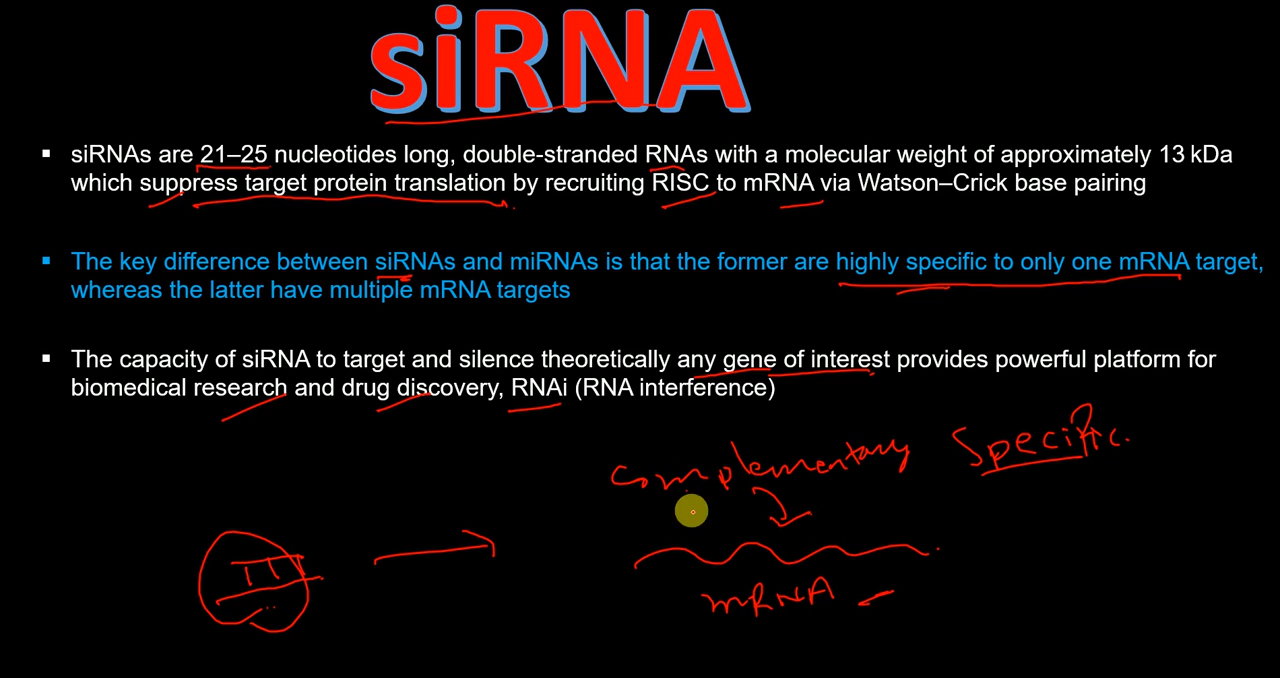 siRNA
▪ siRNAs are 21–25 nucleotides long, double-stranded RNAs with a molecular weight of approximately 13 kDa
which suppress target protein translation by recruiting RISC to mRNA via Watson–Crick base pairing
▪ The key difference between siRNAs and miRNAs is that the former are highly specific to only one mRNA target,
whereas the latter have multiple mRNA targets
▪ The capacity of siRNA to target and silence theoretically any gene of interest provides powerful platform for
biomedical research and drug discovery, RNAi (RNA interference)
Complementary Specific.
mRNA